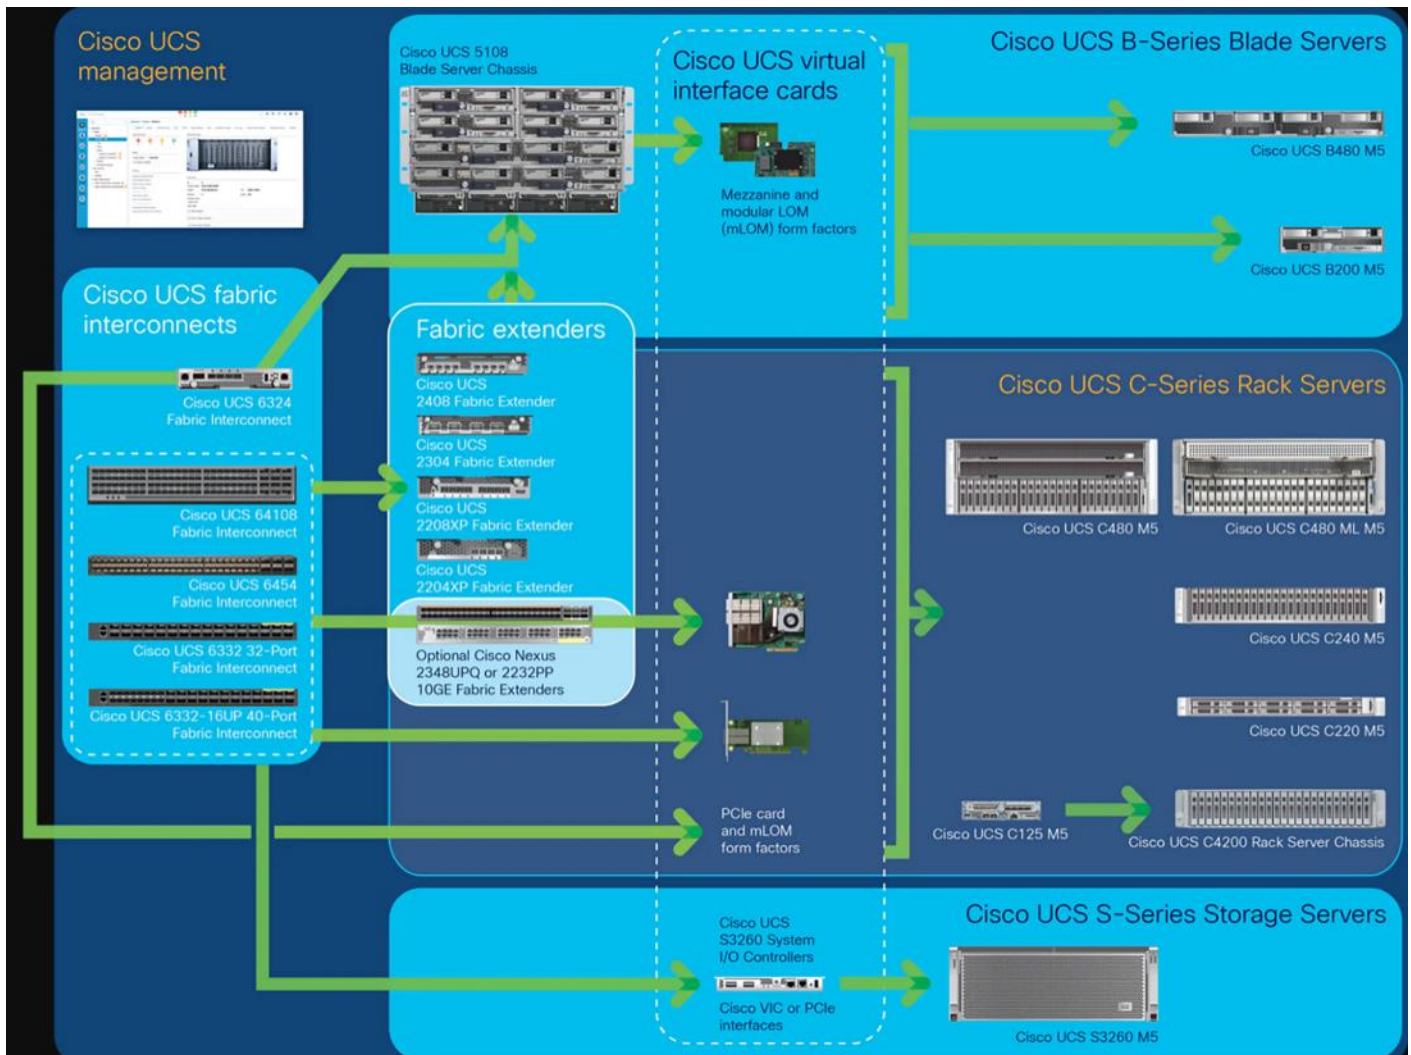 Cisco UCS
management
Cisco UCS 5108
Blade Server Chassis
Cisco UCS virtual
interface cards
Mezzanine and
modular LOM
(mLOM) form factors
Cisco UCS B-Series Blade Servers
Cisco UCS B480 M5
Cisco UCS B200 M5
Cisco UCS fabric
interconnects
Cisco UCS 6324
Fabric Interconnect
Cisco UCS 64108
Fabric Interconnect
Cisco UCS 6454
Fabric Interconnect
Cisco UCS 6332 32-Port
Fabric Interconnect
Cisco UCS 6332-16UP 40-Port
Fabric Interconnect
Fabric extenders
Cisco UCS
2408 Fabric Extender
Cisco UCS
2304 Fabric Extender
Cisco UCS
2208XP Fabric Extender
Cisco UCS
2204XP Fabric Extender
Optional Cisco Nexus
2348UPQ or 2232PP
10GE Fabric Extenders
PCIe card
and mLOM
form factors
Cisco UCS C-Series Rack Servers
Cisco UCS C480 M5
Cisco UCS C480 ML M5
Cisco UCS C240 M5
Cisco UCS C220 M5
Cisco UCS C125 M5
Cisco UCS C4200 Rack Server Chassis
Cisco UCS S-Series Storage Servers
Cisco UCS
S3260 System
I/O Controllers
Cisco VIC or PCIe
interfaces
Cisco UCS S3260 M5